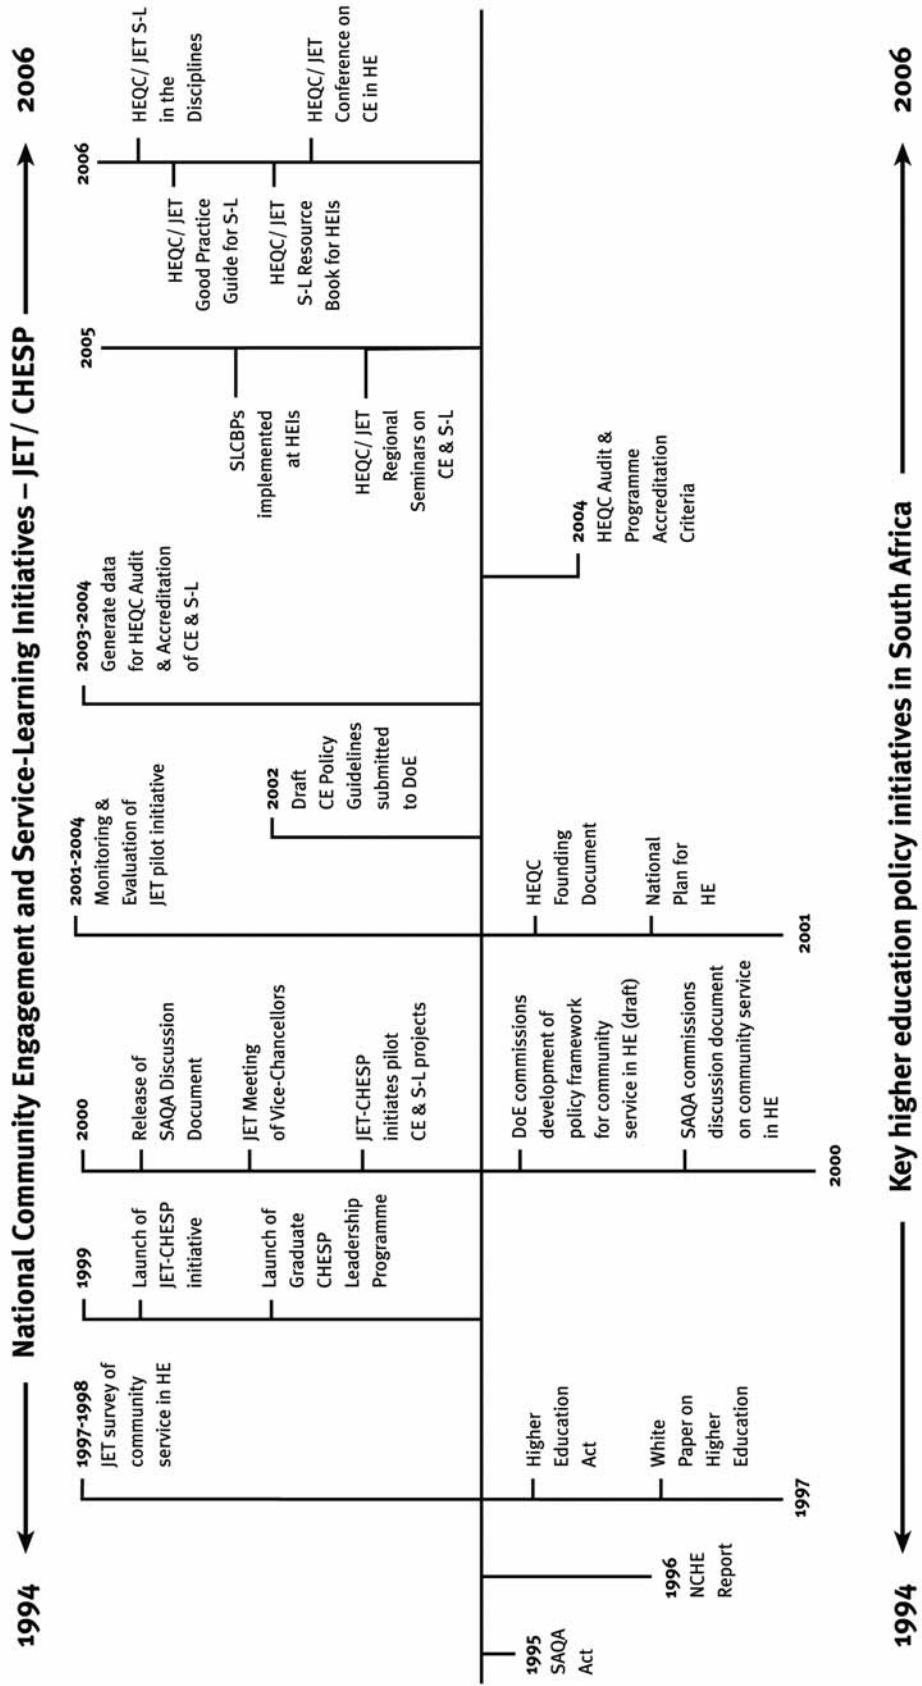 1994
National Community Engagement and Service-Learning Initiatives – JET/ CHESP
2006
1997-1998
JET survey of
community
service in HE
1999
Launch of
JET-CHESP
initiative
Launch of
Graduate
CHESP
Leadership
Programme
2000
Release of
SAQA Discussion
Document
JET Meeting
of Vice-Chancellors
JET-CHESP
initiates pilot
CE & S-L projects
2001-2004
Monitoring &
Evaluation of
JET pilot initiative
2002
Draft
CE Policy
Guidelines
submitted
to DoE
2003-2004
Generate data
for HEQC Audit
& Accreditation
of CE & S-L
2005
SLCBPs
implemented
at HEIs
HEQC/ JET
Regional
Seminars on
CE & S-L
2006
HEQC/ JET
Good Practice
Guide for S-L
HEQC/ JET
S-L Resource
Book for HEIs
HEQC/ JET S-L
in the
Disciplines
HEQC/ JET
Conference on
CE in HE
1995
SAQA
Act
1996
NCHE
Report
Higher
Education
Act
White
Paper on
Higher
Education
1997
DoE commissions
development of
policy framework
for community
service in HE (draft)
SAQA commissions
discussion document
on community service
in HE
2000
HEQC
Founding
Document
National
Plan for
HE
2001
2004
HEQC Audit &
Programme
Accreditation
Criteria
1994
Key higher education policy initiatives in South Africa
2006